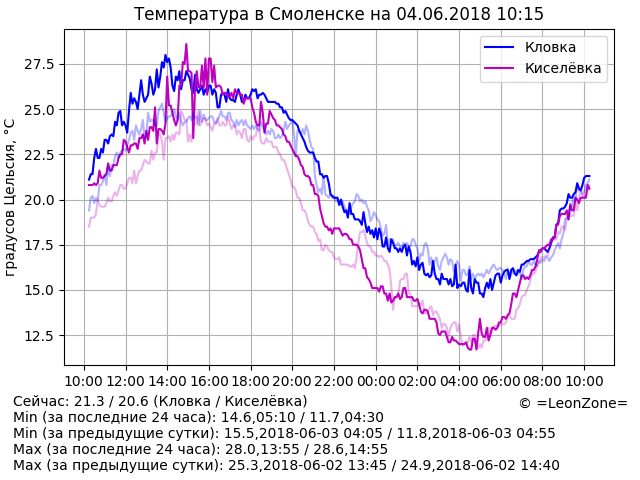 Температура в Смоленске на 04.06.2018 10:15
градусов Цельсия, °C
27.5
25.0
22.5
20.0
17.5
15.0
12.5
Кловка
Киселёвка
10:00 12:00 14:00 16:00 18:00 20:00 22:00 00:00 02:00 04:00 06:00 08:00 10:00
Сейчас: 21.3 / 20.6 (Кловка / Киселёвка)
© =LeonZone=
Min (за последние 24 часа): 14.6,05:10 / 11.7,04:30
Min (за предыдущие сутки): 15.5,2018-06-03 04:05 / 11.8,2018-06-03 04:55
Max (за последние 24 часа): 28.0,13:55 / 28.6,14:55
Max (за предыдущие сутки): 25.3,2018-06-02 13:45 / 24.9,2018-06-02 14:40